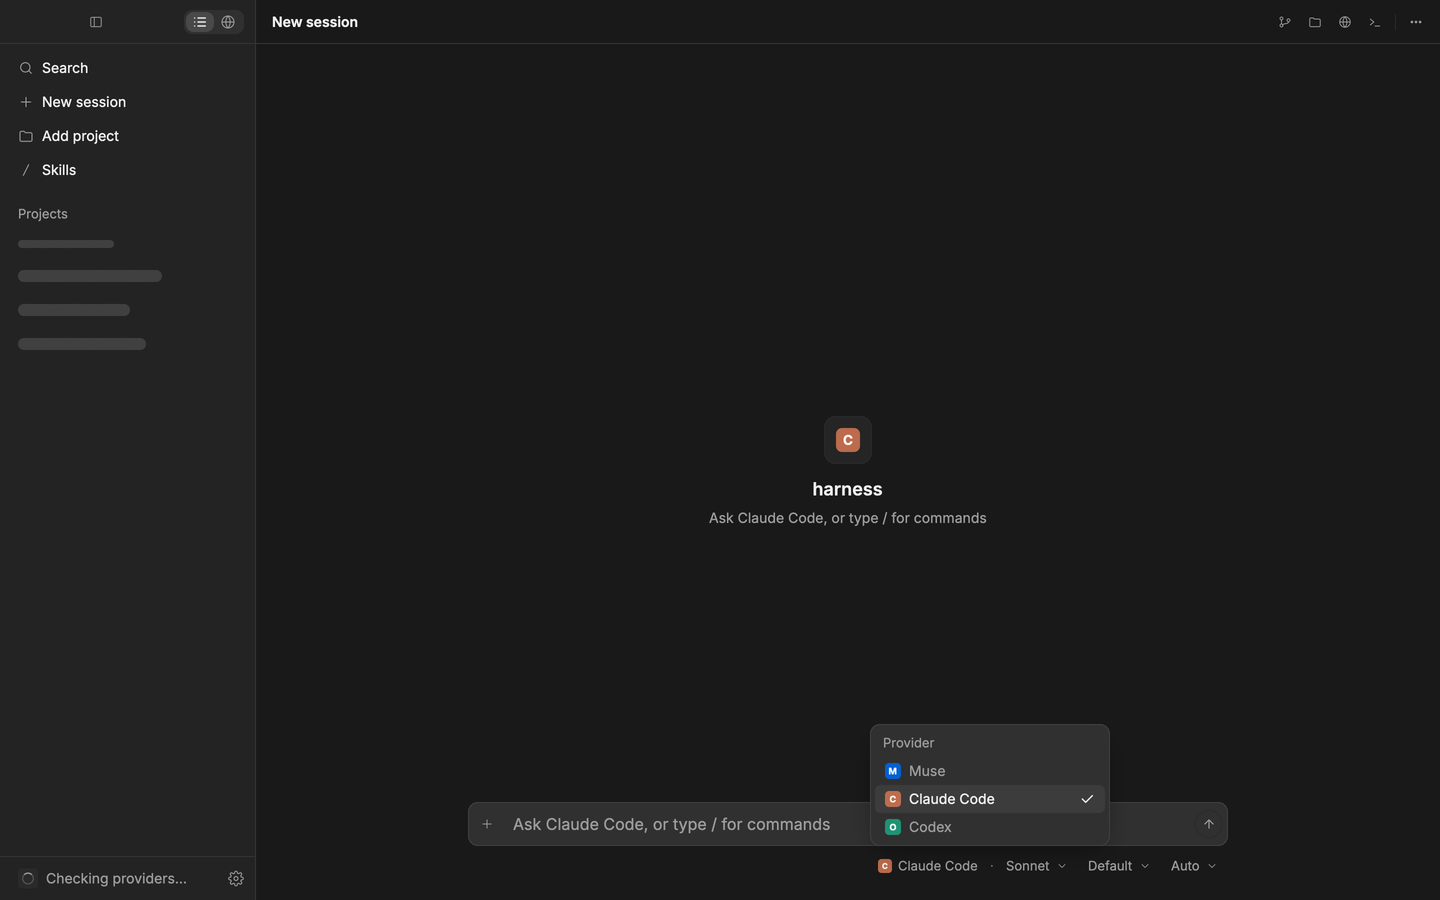 New session
Search
New session
Add project
Skills
Projects
C
harness
Ask Claude Code, or type / for commands
Provider
M Muse
C Claude Code
O Codex
Ask Claude Code, or type / for commands
C Claude Code · Sonnet Default Auto
Checking providers...